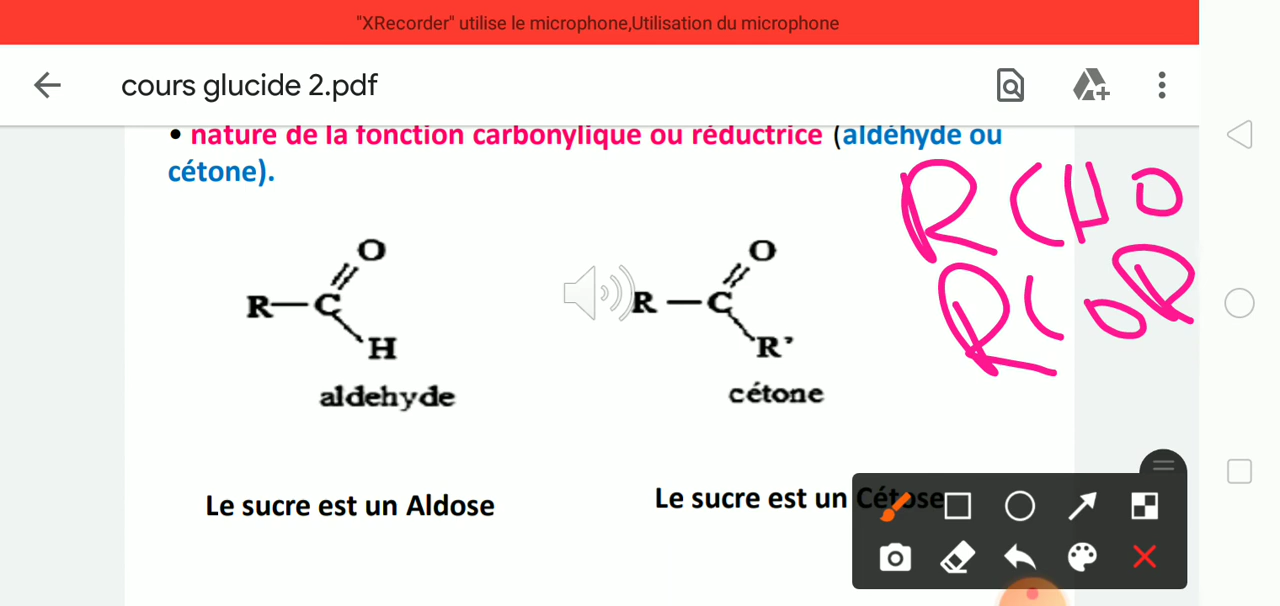 "XRecorder" utilise le microphone,Utilisation du microphone
cours glucide 2.pdf
• nature de la fonction carbonylique ou réductrice (aldéhyde ou
cétone).
RCHO
RCOR
O
R—C
H
aldehyde
O
R—C
R'
cétone
Le sucre est un Aldose
Le sucre est un Cétose